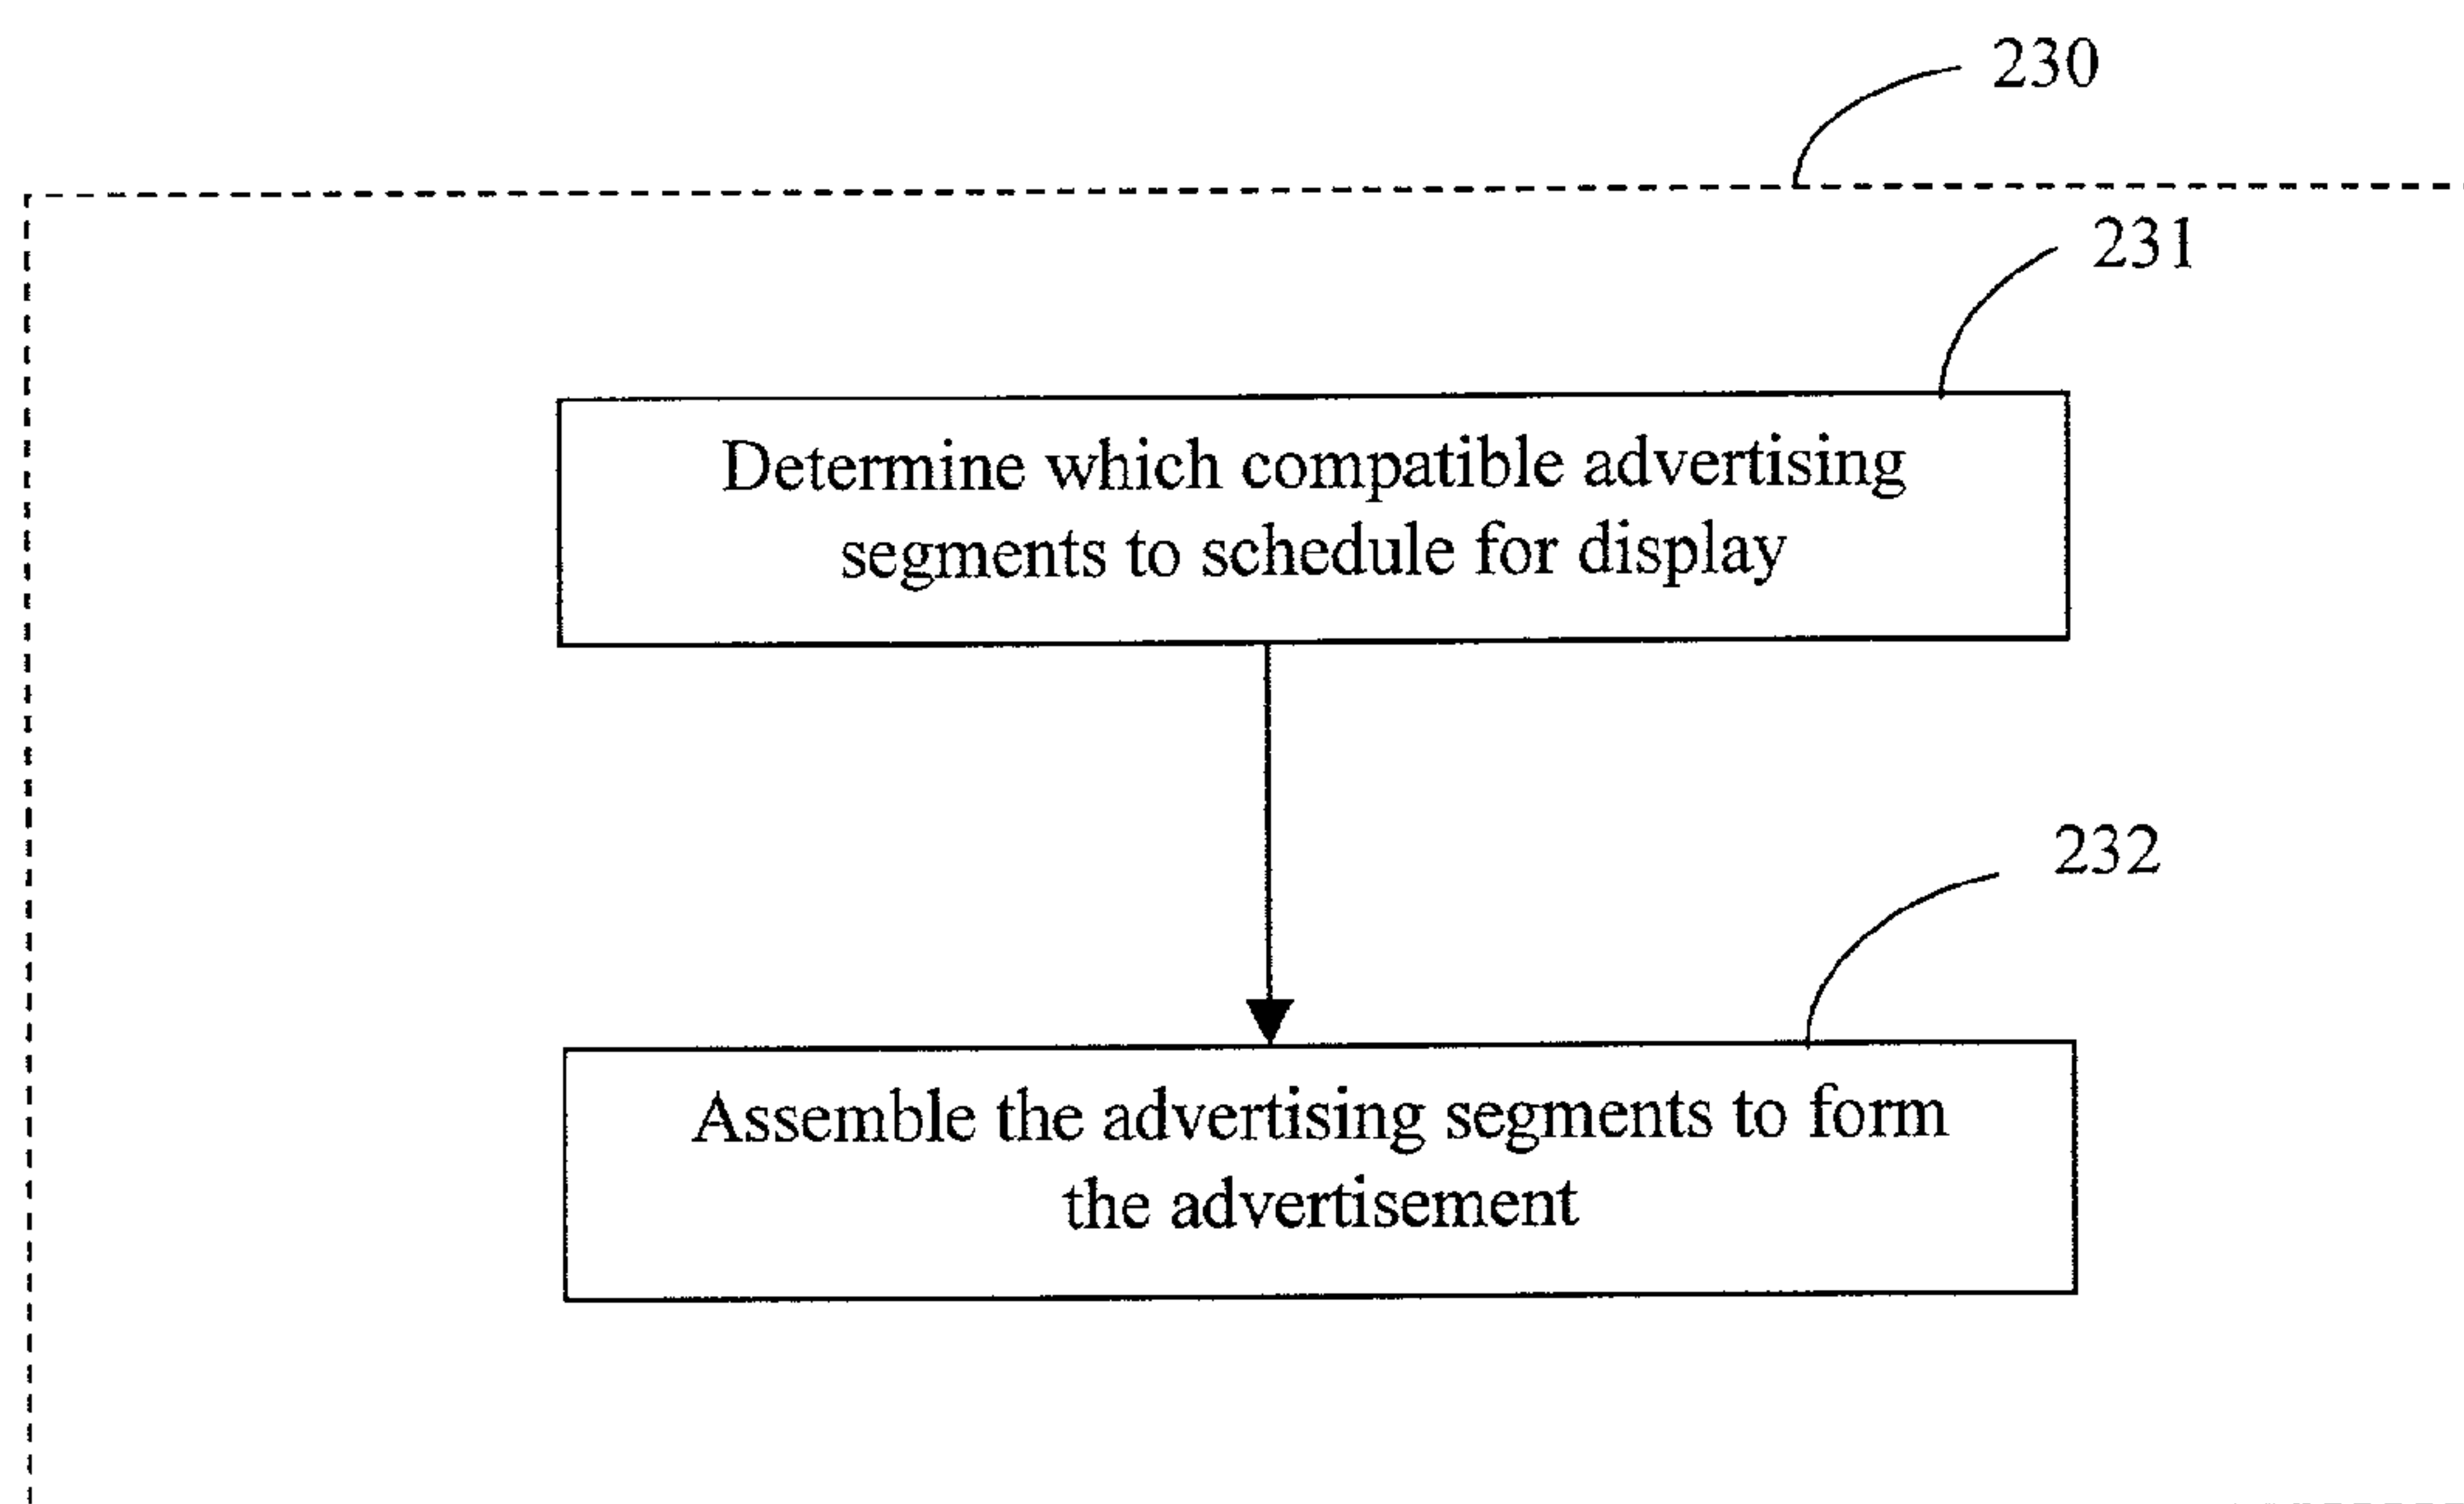 230
231
Determine which compatible advertising
segments to schedule for display
232
Assemble the advertising segments to form
the advertisement